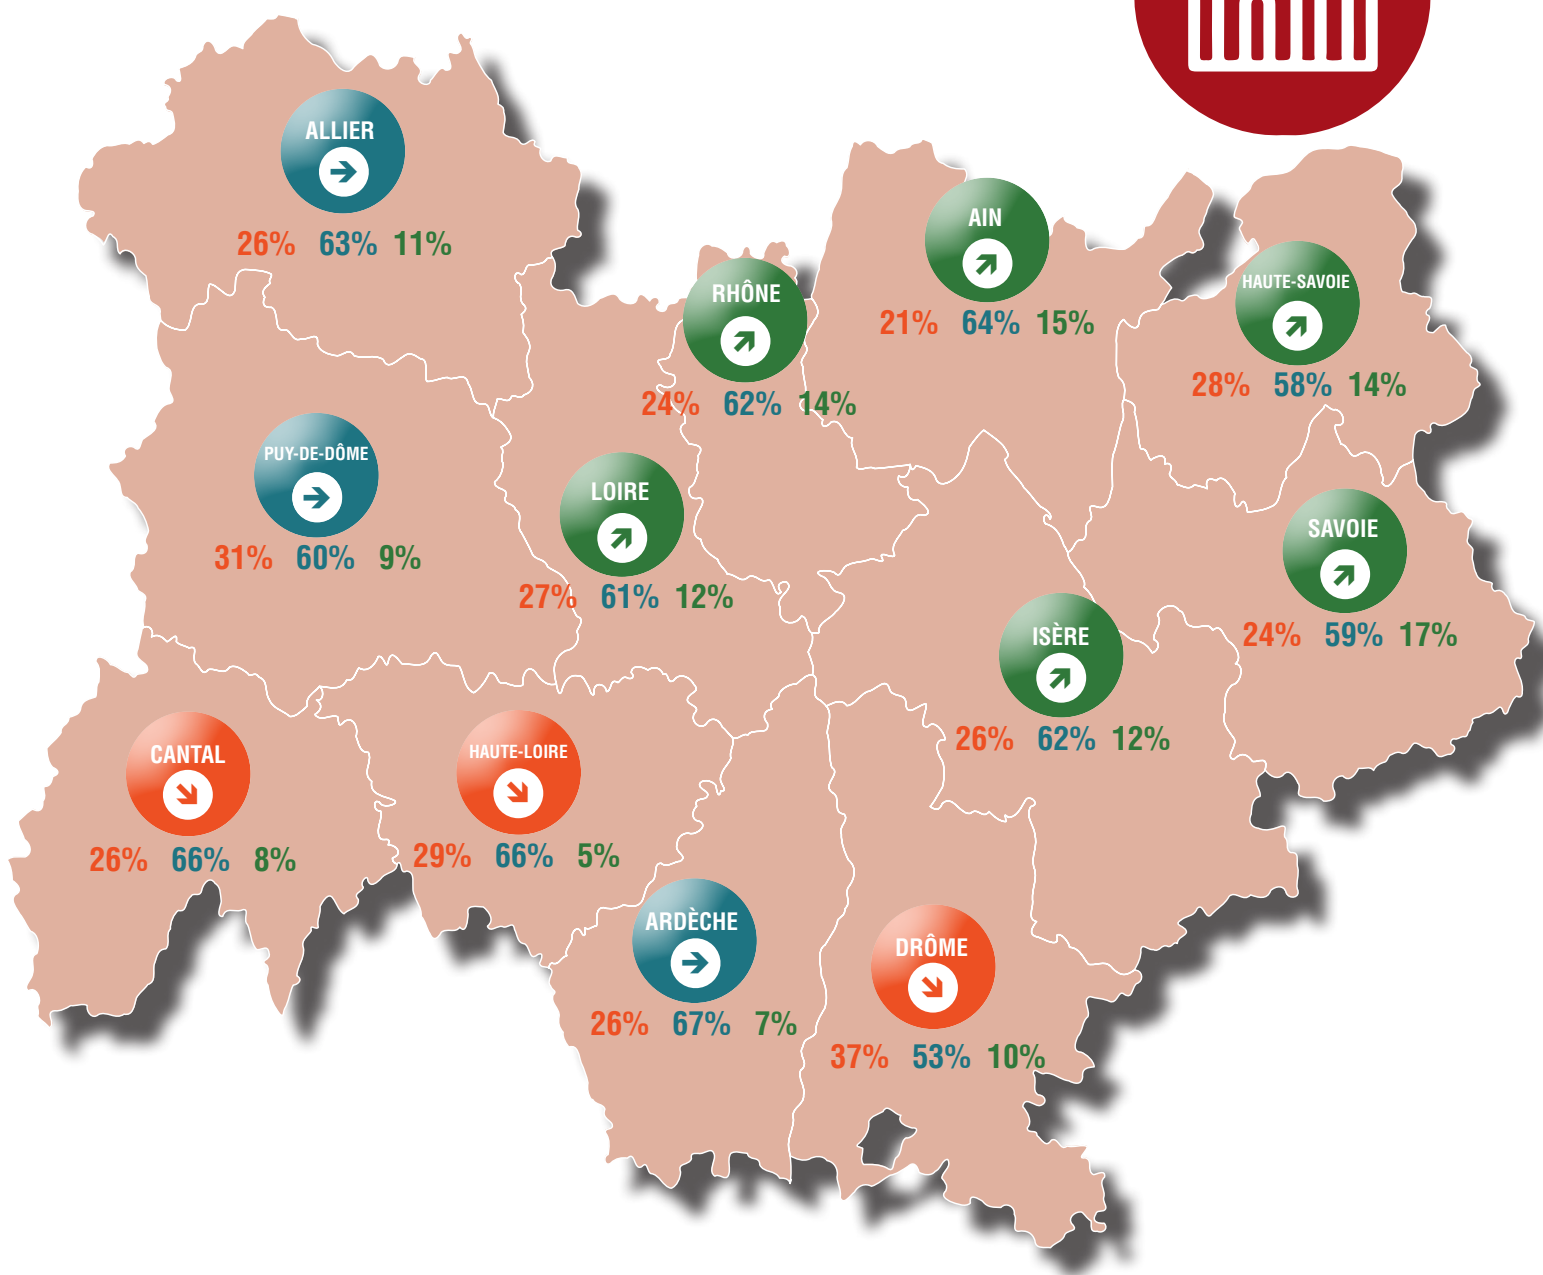 ALLIER
26% 63% 11%
AIN
21% 64% 15%
HAUTE-SAVOIE
28% 58% 14%
RHÔNE
24% 62% 14%
PUY-DE-DÔME
31% 60% 9%
LOIRE
27% 61% 12%
SAVOIE
24% 59% 17%
ISÈRE
26% 62% 12%
CANTAL
26% 66% 8%
HAUTE-LOIRE
29% 66% 5%
ARDÈCHE
26% 67% 7%
DRÔME
37% 53% 10%